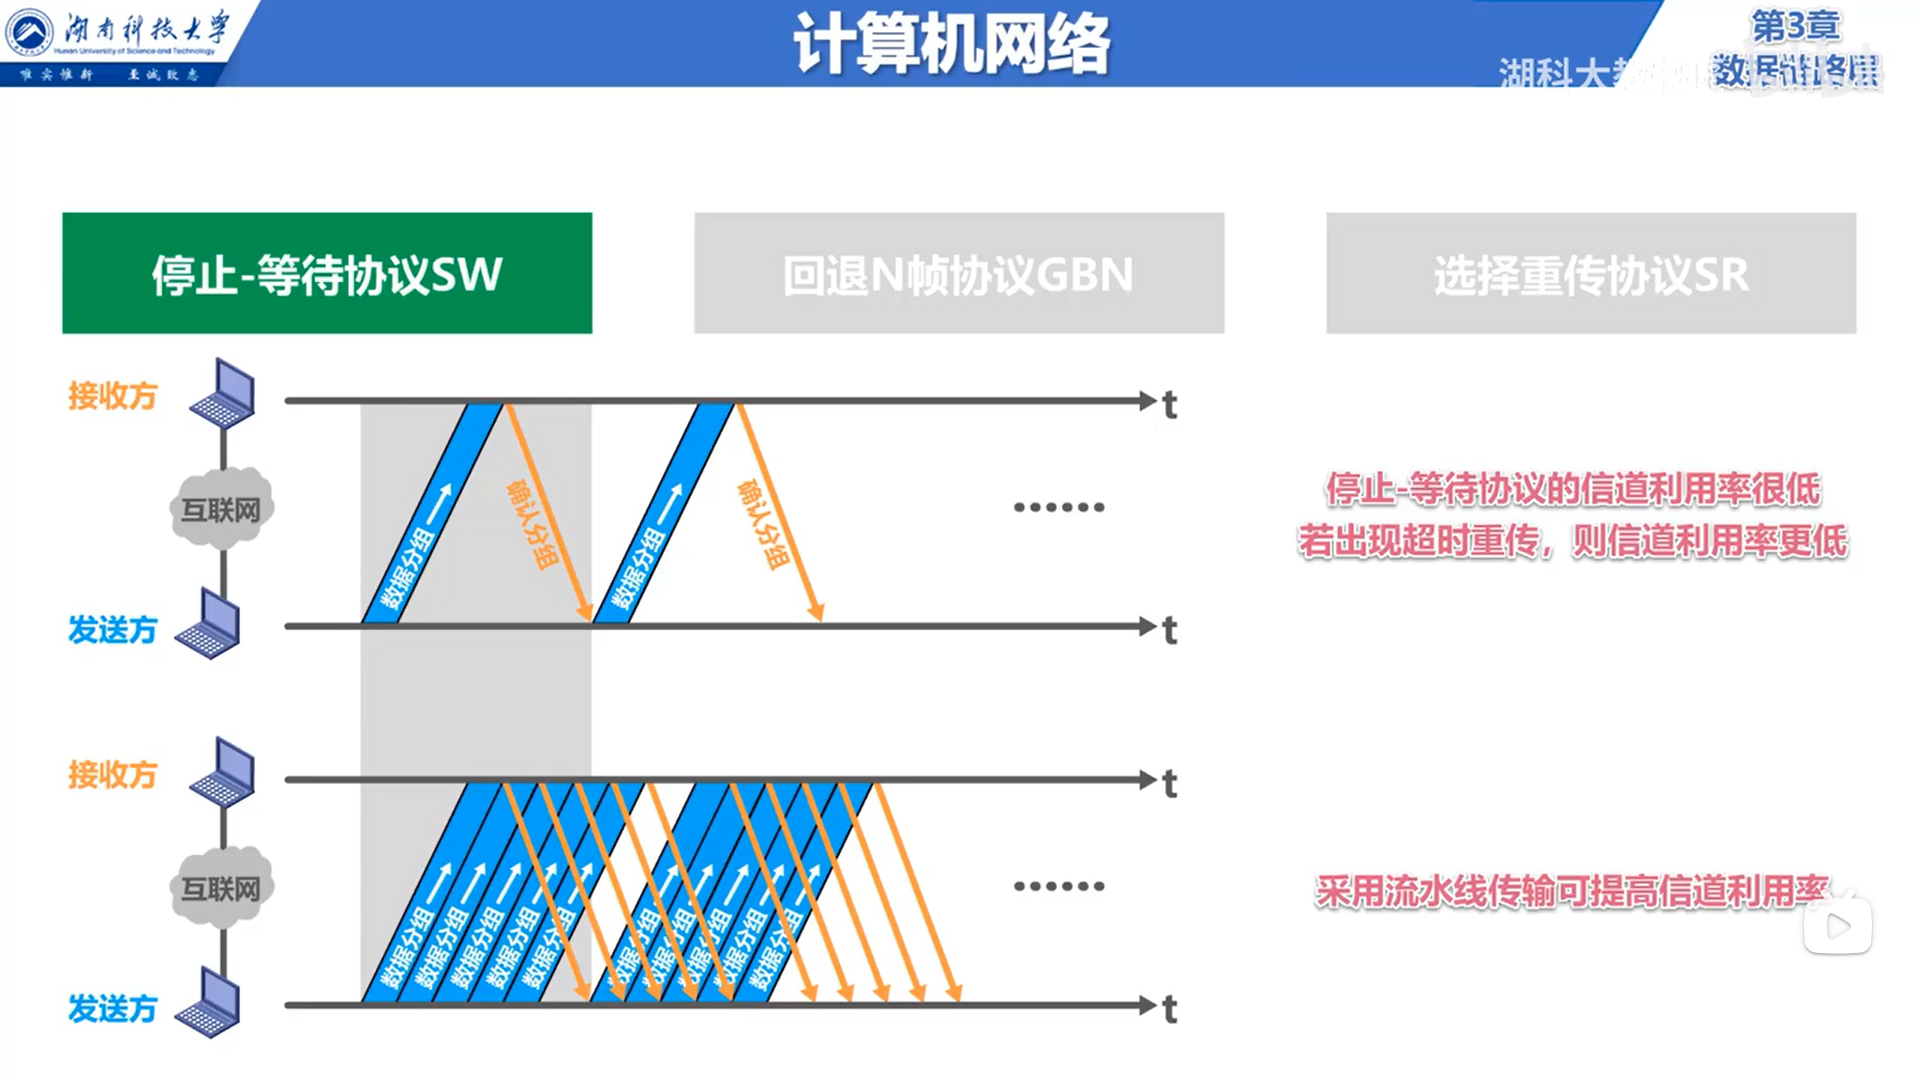 湖南科技大学
Hunan University of Science and Technology
唯实惟新 至诚致志
计算机网络
第3章
数据链路层
湖科大教
停止-等待协议SW
回退N帧协议GBN
选择重传协议SR
接收方
t
互联网
数据分组
确认分组
数据分组
确认分组
......
停止-等待协议的信道利用率很低
若出现超时重传，则信道利用率更低
发送方
t
接收方
t
互联网
数据分组
数据分组
数据分组
数据分组
数据分组
数据分组
数据分组
数据分组
数据分组
数据分组
......
采用流水线传输可提高信道利用率
发送方
t